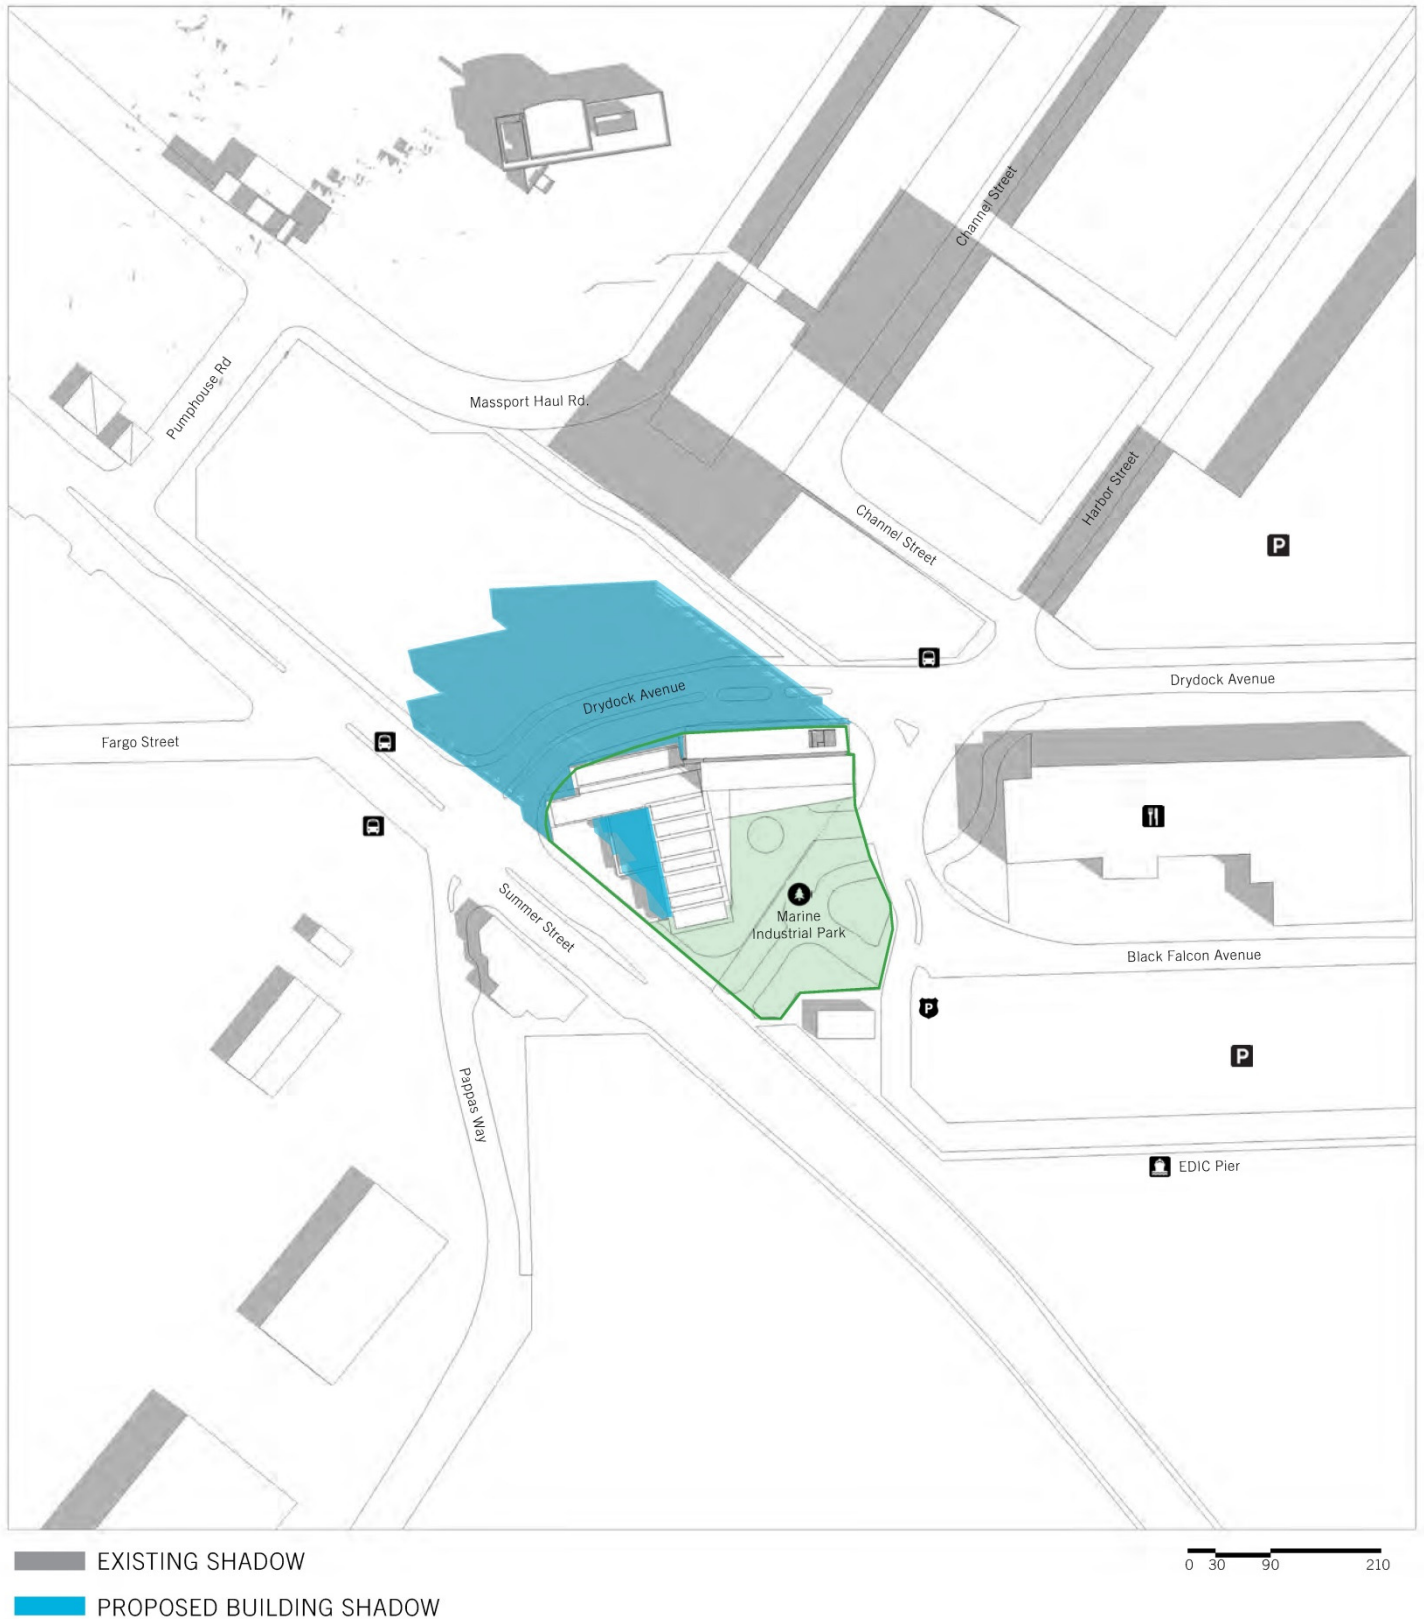 Channel Street
Pumphouse Rd
Massport Haul Rd.
Harbor Street
Channel Street
P
Drydock Avenue
Drydock Avenue
Fargo Street
Summer Street
Marine
Industrial Park
Black Falcon Avenue
P
P
Pappas Way
EDIC Pier
EXISTING SHADOW
0 30 90 210
PROPOSED BUILDING SHADOW